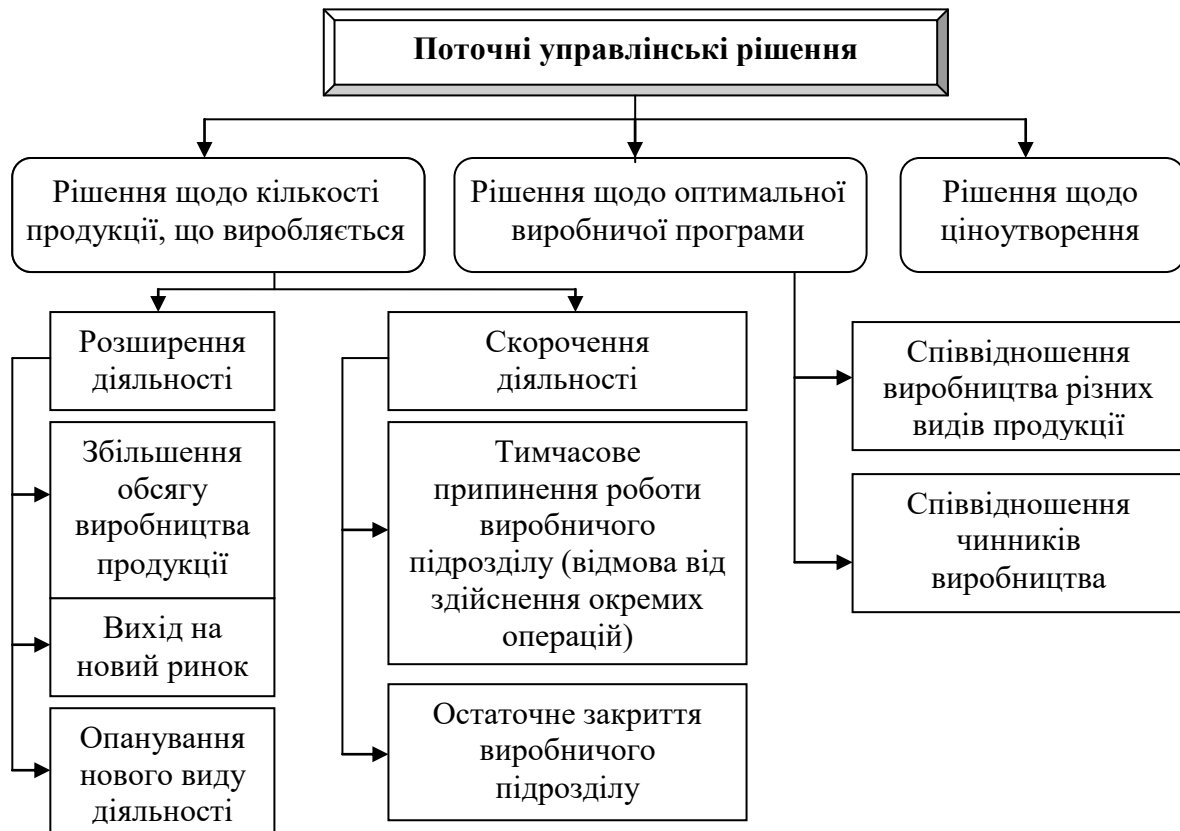 Поточні управлінські рішення
Рішення щодо кількості
продукції, що виробляється
Рішення щодо оптимальної
виробничої програми
Рішення щодо
ціноутворення
Розширення
діяльності
Скорочення
діяльності
Співвідношення
виробництва різних
видів продукції
Збільшення
обсягу
виробництва
продукції
Тимчасове
припинення роботи
виробничого
підрозділу (відмова від
здійснення окремих
операцій)
Співвідношення
чинників
виробництва
Вихід на
новий ринок
Остаточне закриття
виробничого
підрозділу
Опанування
нового виду
діяльності